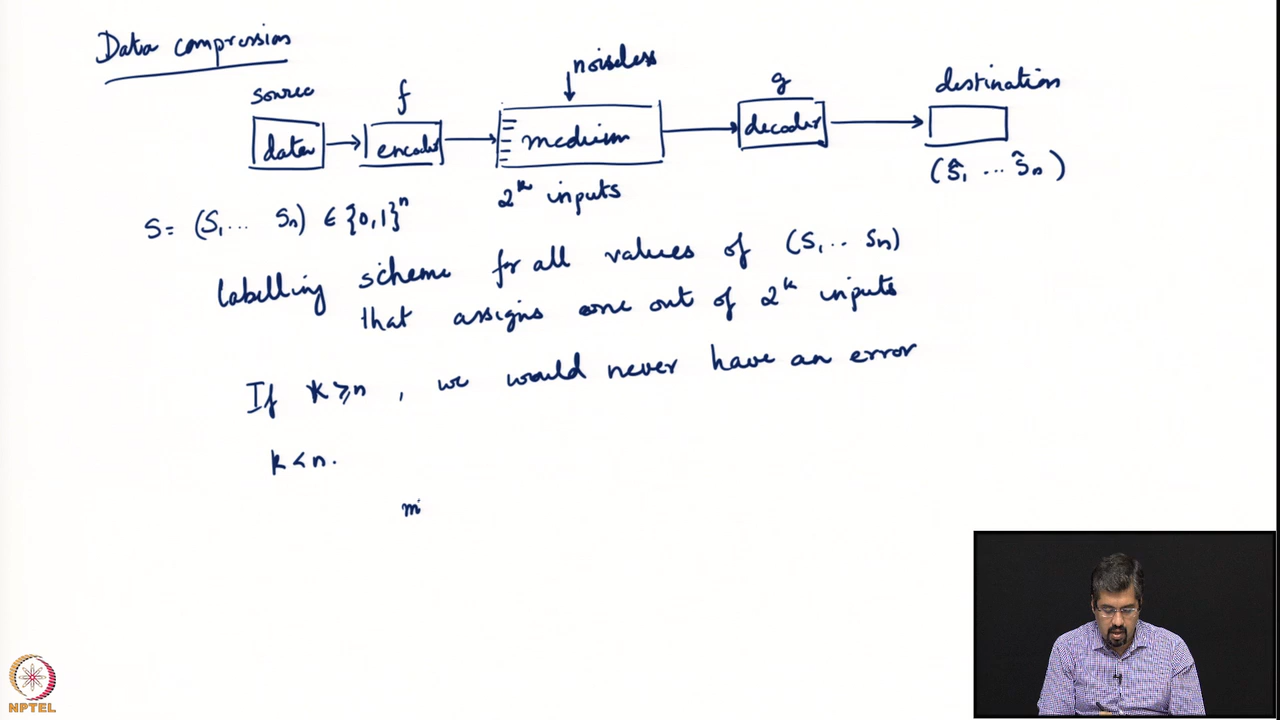 Data compression
noiseless
source f g destination
data encoder medium decoder
2^k inputs (ŝ₁ ... ŝₙ)
S = (S₁... Sₙ) ∈ {0,1}ⁿ
Labelling scheme for all values of (S₁.. Sₙ)
that assigns one out of 2^k inputs
If k ≥ n , we would never have an error
k < n.
mi
NPTEL